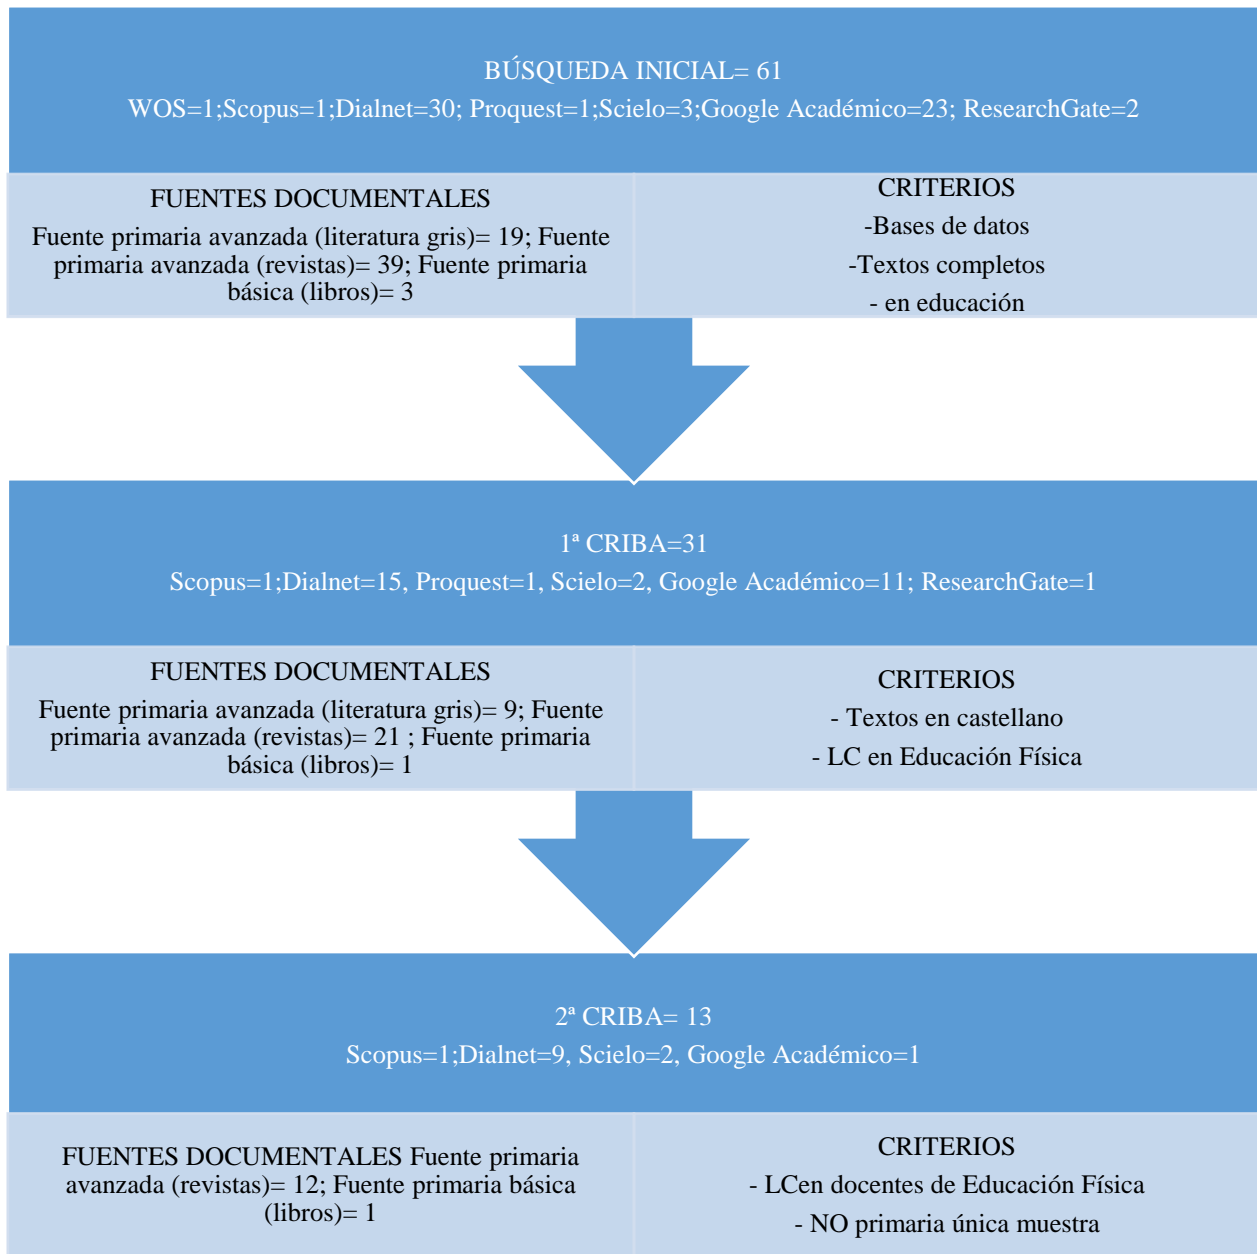 BÚSQUEDA INICIAL= 61
WOS=1;Scopus=1;Dialnet=30; Proquest=1;Scielo=3;Google Académico=23; ResearchGate=2
FUENTES DOCUMENTALES
Fuente primaria avanzada (literatura gris)= 19; Fuente
primaria avanzada (revistas)= 39; Fuente primaria
básica (libros)= 3
CRITERIOS
-Bases de datos
-Textos completos
- en educación
1ª CRIBA=31
Scopus=1;Dialnet=15, Proquest=1, Scielo=2, Google Académico=11; ResearchGate=1
FUENTES DOCUMENTALES
Fuente primaria avanzada (literatura gris)= 9; Fuente
primaria avanzada (revistas)= 21 ; Fuente primaria
básica (libros)= 1
CRITERIOS
- Textos en castellano
- LC en Educación Física
2ª CRIBA= 13
Scopus=1;Dialnet=9, Scielo=2, Google Académico=1
FUENTES DOCUMENTALES Fuente primaria
avanzada (revistas)= 12; Fuente primaria básica
(libros)= 1
CRITERIOS
- LCen docentes de Educación Física
- NO primaria única muestra